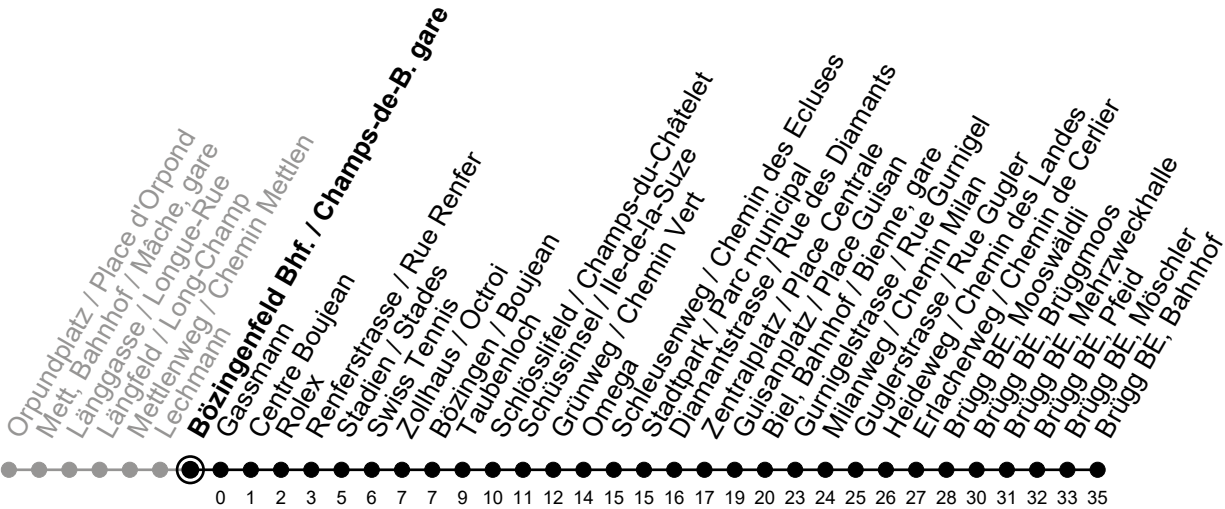 Orpundplatz / Place d'Orpond
Mett, Bahnhof / Mâche, gare
Länggasse / Longue-Rue
Längfeld / Long-Champ
Mettlenweg / Chemin Mettlen
Lechmann
Bözingenfeld Bhf. / Champs-de-B. gare
Gassmann
Centre Boujean
Rolex
Renferstrasse / Rue Renfer
Stadien / Stades
Swiss Tennis
Zollhaus / Octroi
Bözingen / Boujean
Taubenloch
Schösslifeld / Champs-du-Châtelet
Schüssinsel / Ile-de-la-Suze
Grünweg / Chemin Vert
Omega
Schleusenweg / Chemin des Ecluses
Stadtpark / Parc municipal
Diamantstrasse / Rue des Diamants
Zentralplatz / Place Centrale
Guisanplatz / Place Guisan
Biel, Bahnhof / Bienne, gare
Gurnigelstrasse / Rue Gurnigel
Milanweg / Chemin Milan
Guglerstrasse / Rue Gugler
Heideweg / Chemin des Landes
Erlacherweg / Chemin de Cerlier
Brügg BE, Mooswäldli
Brügg BE, Brüggmoos
Brügg BE, Mehrzweckhalle
Brügg BE, Pfeid
Brügg BE, Möschler
Brügg BE, Bahnhof
0 1 2 3 5 6 7 7 9 10 11 12 14 15 15 16 17 19 20 23 24 25 26 27 28 30 31 32 33 35